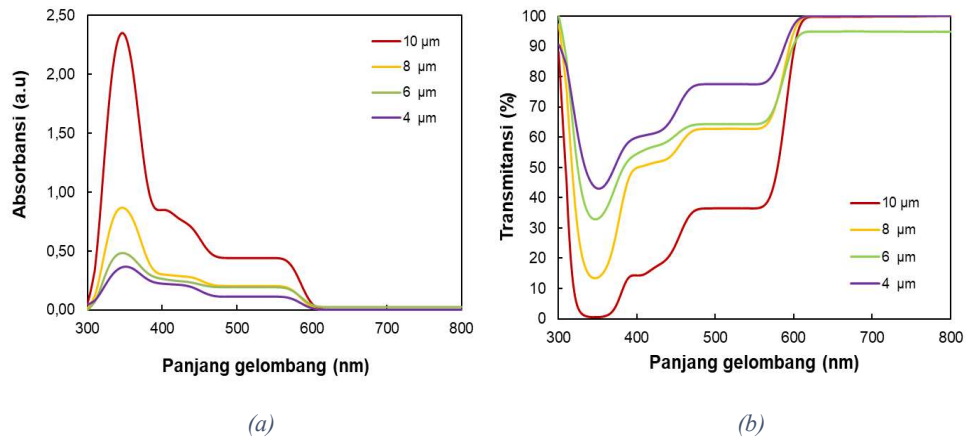 Absorbansi (a.u)
2,50
2,00
1,50
1,00
0,50
0,00
300 400 500 600 700 800
Panjang gelombang (nm)
10 µm
8 µm
6 µm
4 µm
(a)
Transmitansi (%)
100
90
80
70
60
50
40
30
20
10
0
300 400 500 600 700 800
Panjang gelombang (nm)
10 µm
8 µm
6 µm
4 µm
(b)